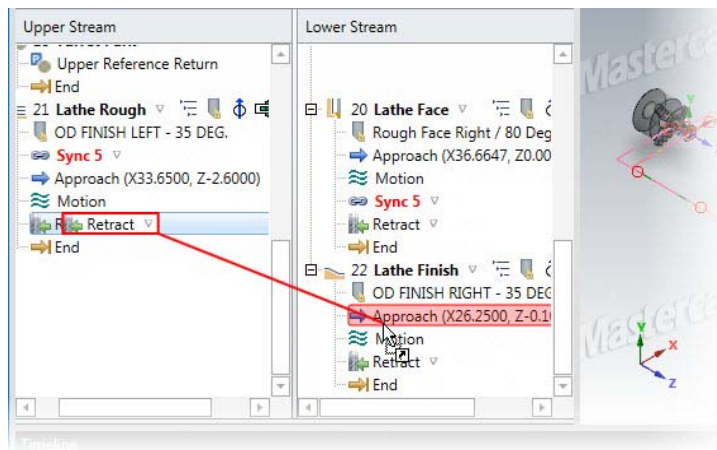 Upper Stream
Upper Reference Return
End
21 Lathe Rough
OD FINISH LEFT - 35 DEG.
Sync 5
Approach (X33.6500, Z-2.6000)
Motion
Retract
End
Lower Stream
20 Lathe Face
Rough Face Right / 80 Deg
Approach (X36.6647, Z0.00
Motion
Sync 5
Retract
End
22 Lathe Finish
OD FINISH RIGHT - 35 DEG
Approach (X26.2500, Z-0.1
Motion
Retract
End
Masterca
Y
Masterca
Y
X
Z
Timeline